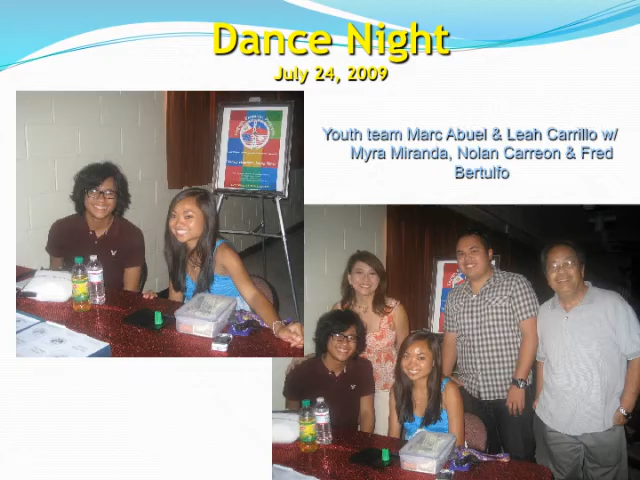 Dance Night
July 24, 2009
Youth team Marc Abuel & Leah Carrillo w/
Myra Miranda, Nolan Carreon & Fred
Bertulfo